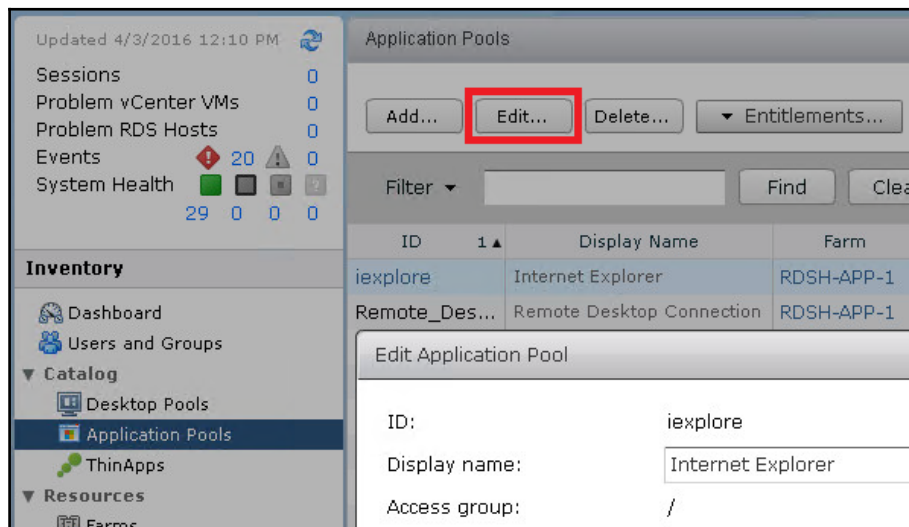 Updated 4/3/2016 12:10 PM
Sessions 0
Problem vCenter VMs 0
Problem RDS Hosts 0
Events 20 0
System Health
29 0 0 0
Inventory
Dashboard
Users and Groups
Catalog
Desktop Pools
Application Pools
ThinApps
Resources
Farms
Application Pools
Add... Edit... Delete... Entitlements...
Filter Find Clea
ID 1 Display Name Farm
iexplore Internet Explorer RDSH-APP-1
Remote_Des... Remote Desktop Connection RDSH-APP-1
Edit Application Pool
ID: iexplore
Display name: Internet Explorer
Access group: /